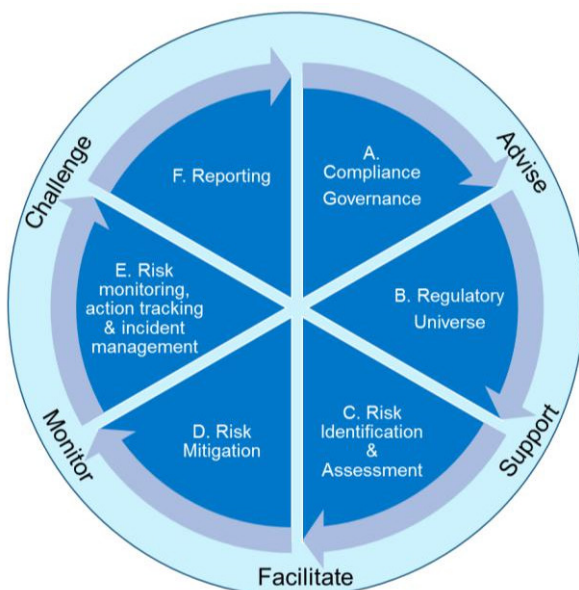 A.
Compliance
Governance
B. Regulatory
Universe
C. Risk
Identification
&
Assessment
D. Risk
Mitigation
E. Risk
monitoring,
action tracking
& incident
management
F. Reporting
Advise
Support
Facilitate
Monitor
Challenge